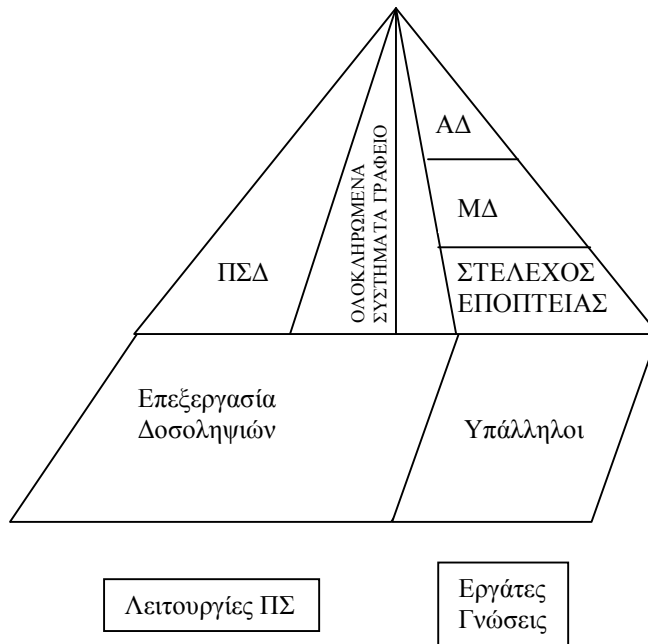 ΑΔ
ΜΔ
ΣΤΕΛΕΧΟΣ
ΕΠΟΠΤΕΙΑΣ
ΠΣΔ
ΟΛΟΚΛΗΡΩΜΕΝΑ
ΣΥΣΤΗΜΑΤΑ ΓΡΑΦΕΙΟ
Επεξεργασία
Δοσοληψιών
Υπάλληλοι
Λειτουργίες ΠΣ
Εργάτες
Γνώσεις